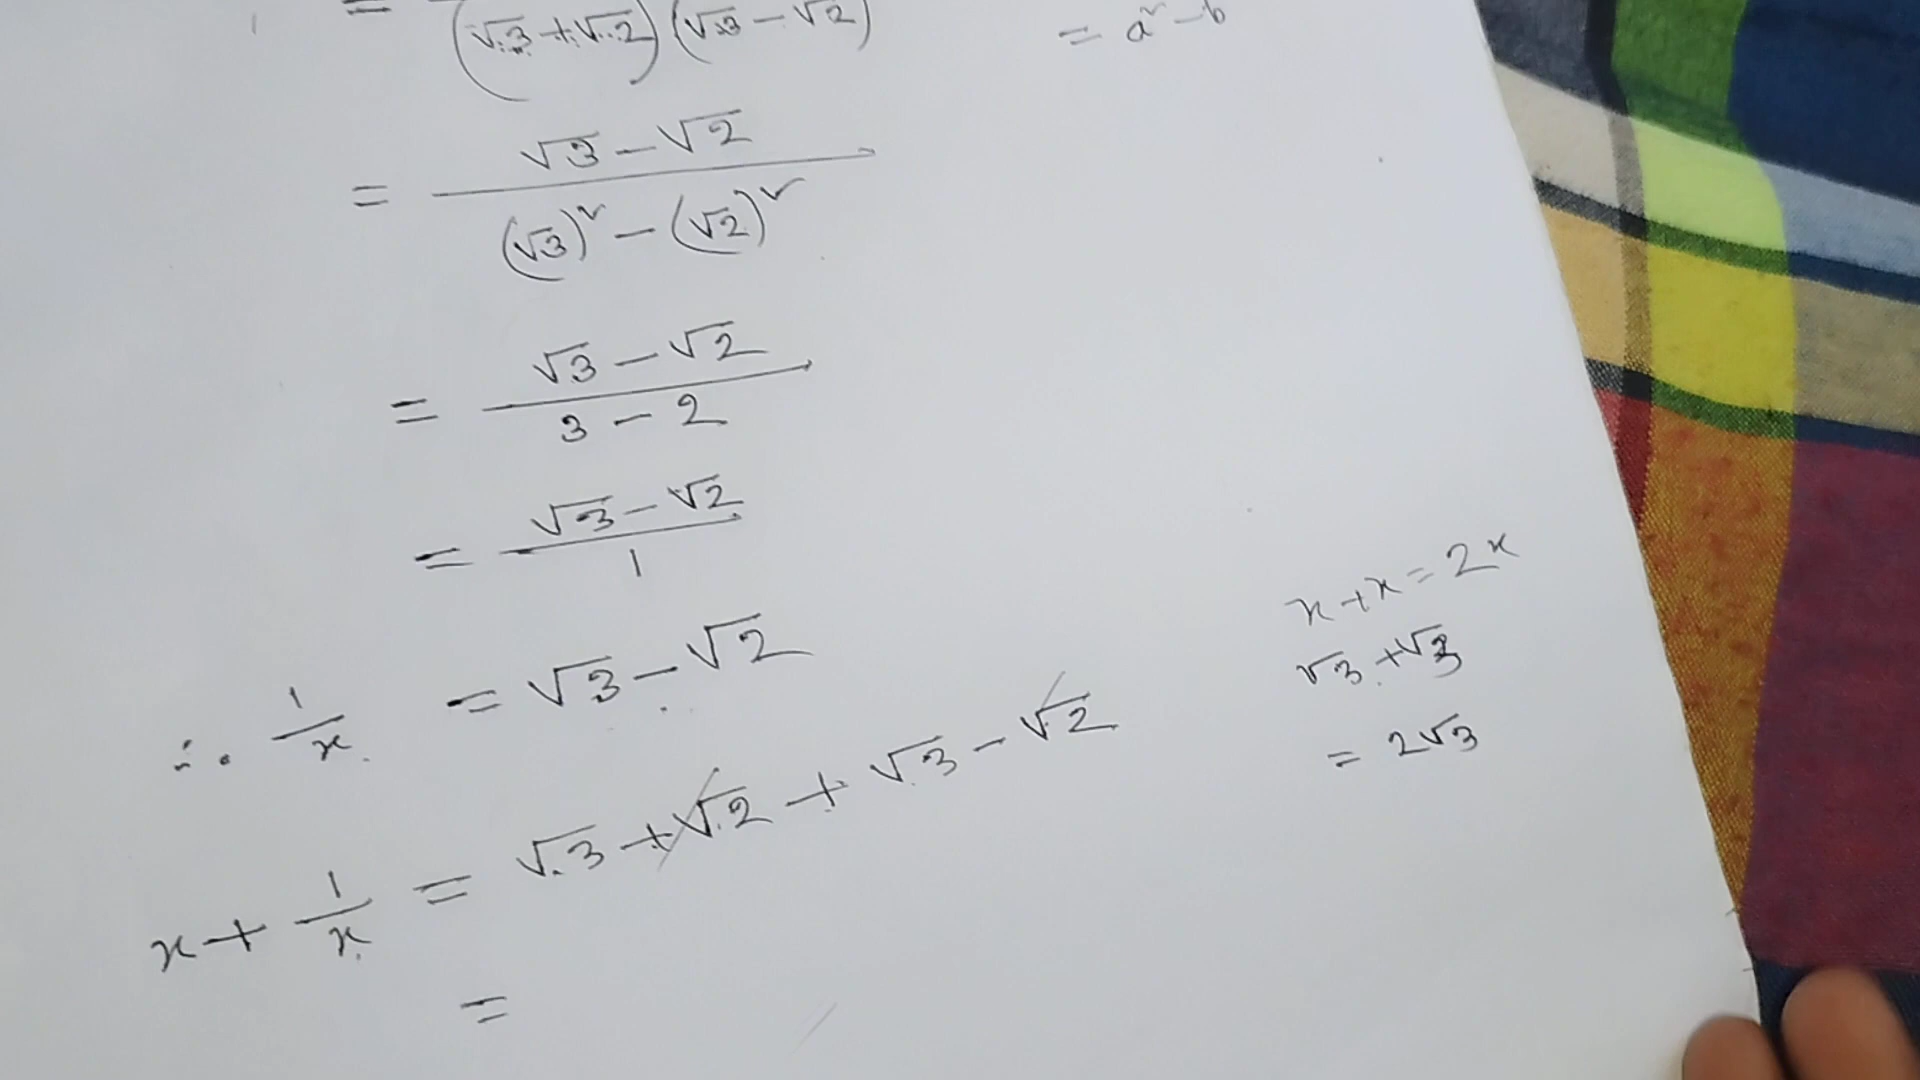 = (√3+√2)(√3-√2)
= a² - b
= √3-√2 / (√3)² - (√2)²
= √3-√2 / 3-2
= √3-√2 / 1
∴ 1/x = √3-√2
x+x=2x
√3+√3
= 2√3
x+1/x = √3+√2+√3-√2
=